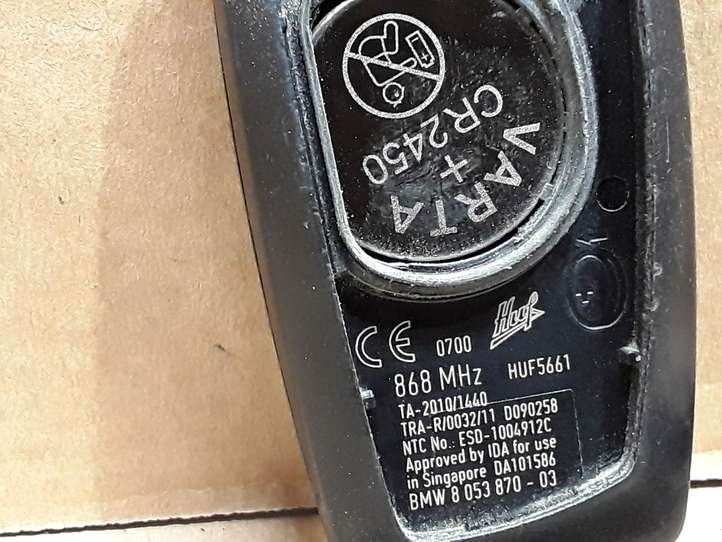 VARTA
+
CR2450
Huf
CE 0700
868 MHz HUF5661
TA-2010/1440
TRA-R/0032/11 D090258
NTC No.: ESD-1004912C
Approved by IDA for use
in Singapore DA101586
BMW 8 053 870 - 03